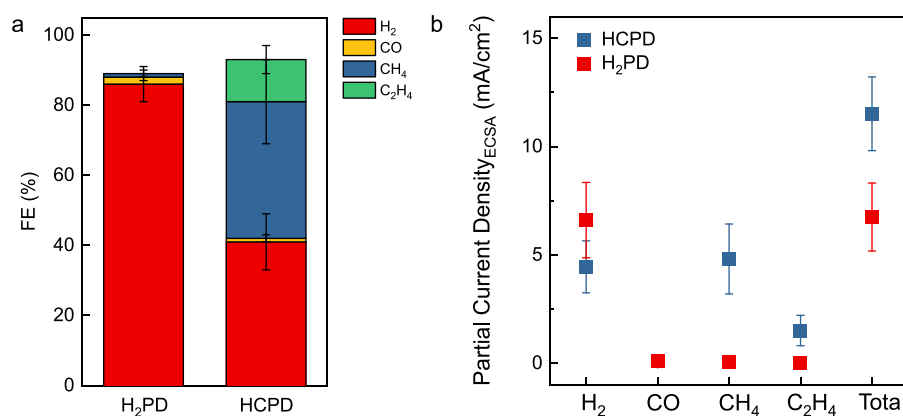 a
FE (%)
100
80
60
40
20
0
H₂PD
HCPD
H₂
CO
CH₄
C₂H₄
b
Partial Current Density_ECSA (mA/cm²)
15
10
5
0
HCPD
H₂PD
H₂
CO
CH₄
C₂H₄
Tota